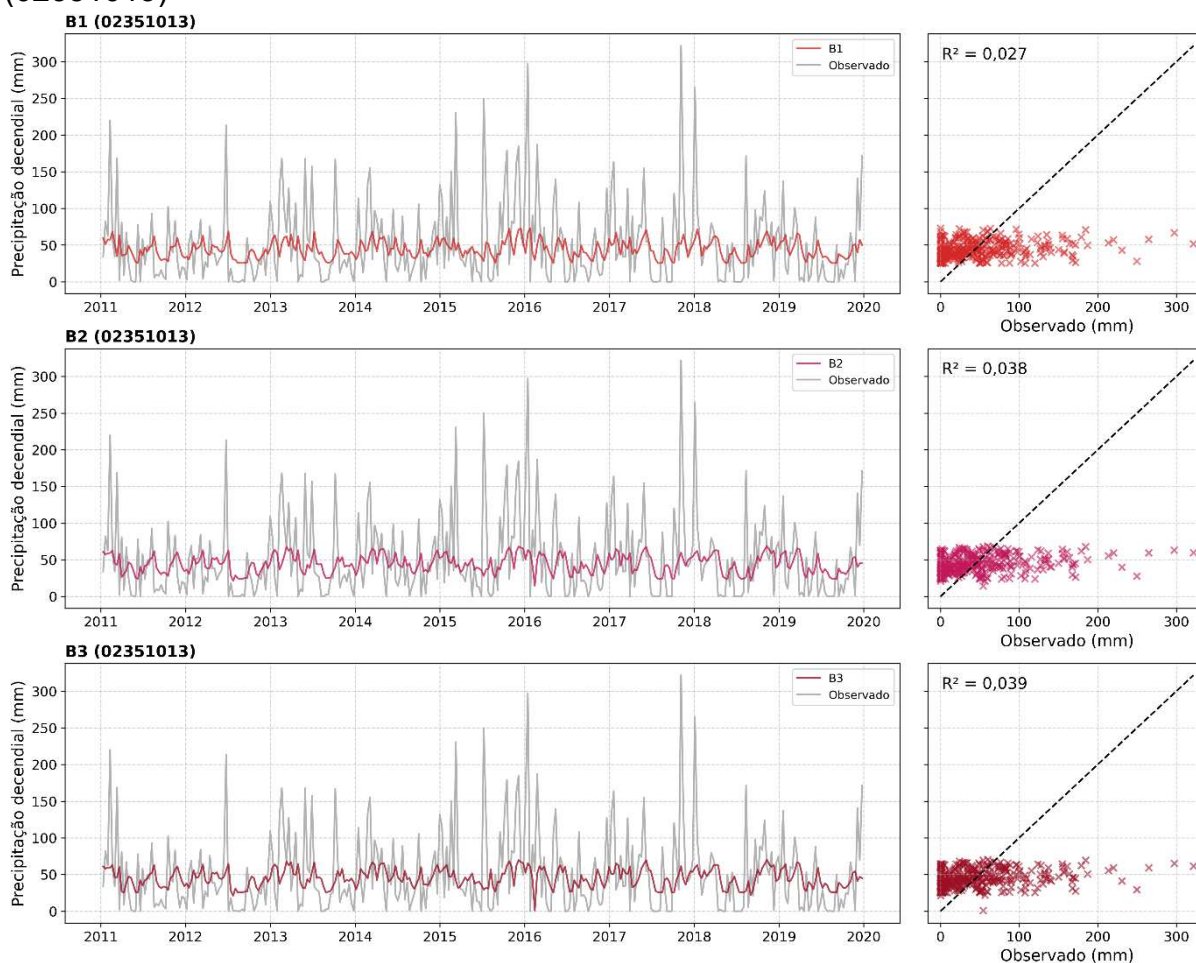 (02351013)
B1 (02351013)
Precipitação decendial (mm)
300
250
200
150
100
50
0
B1
Observado
2011 2012 2013 2014 2015 2016 2017 2018 2019 2020
R² = 0,027
0 100 200 300
Observado (mm)
B2 (02351013)
Precipitação decendial (mm)
300
250
200
150
100
50
0
B2
Observado
2011 2012 2013 2014 2015 2016 2017 2018 2019 2020
R² = 0,038
0 100 200 300
Observado (mm)
B3 (02351013)
Precipitação decendial (mm)
300
250
200
150
100
50
0
B3
Observado
2011 2012 2013 2014 2015 2016 2017 2018 2019 2020
R² = 0,039
0 100 200 300
Observado (mm)